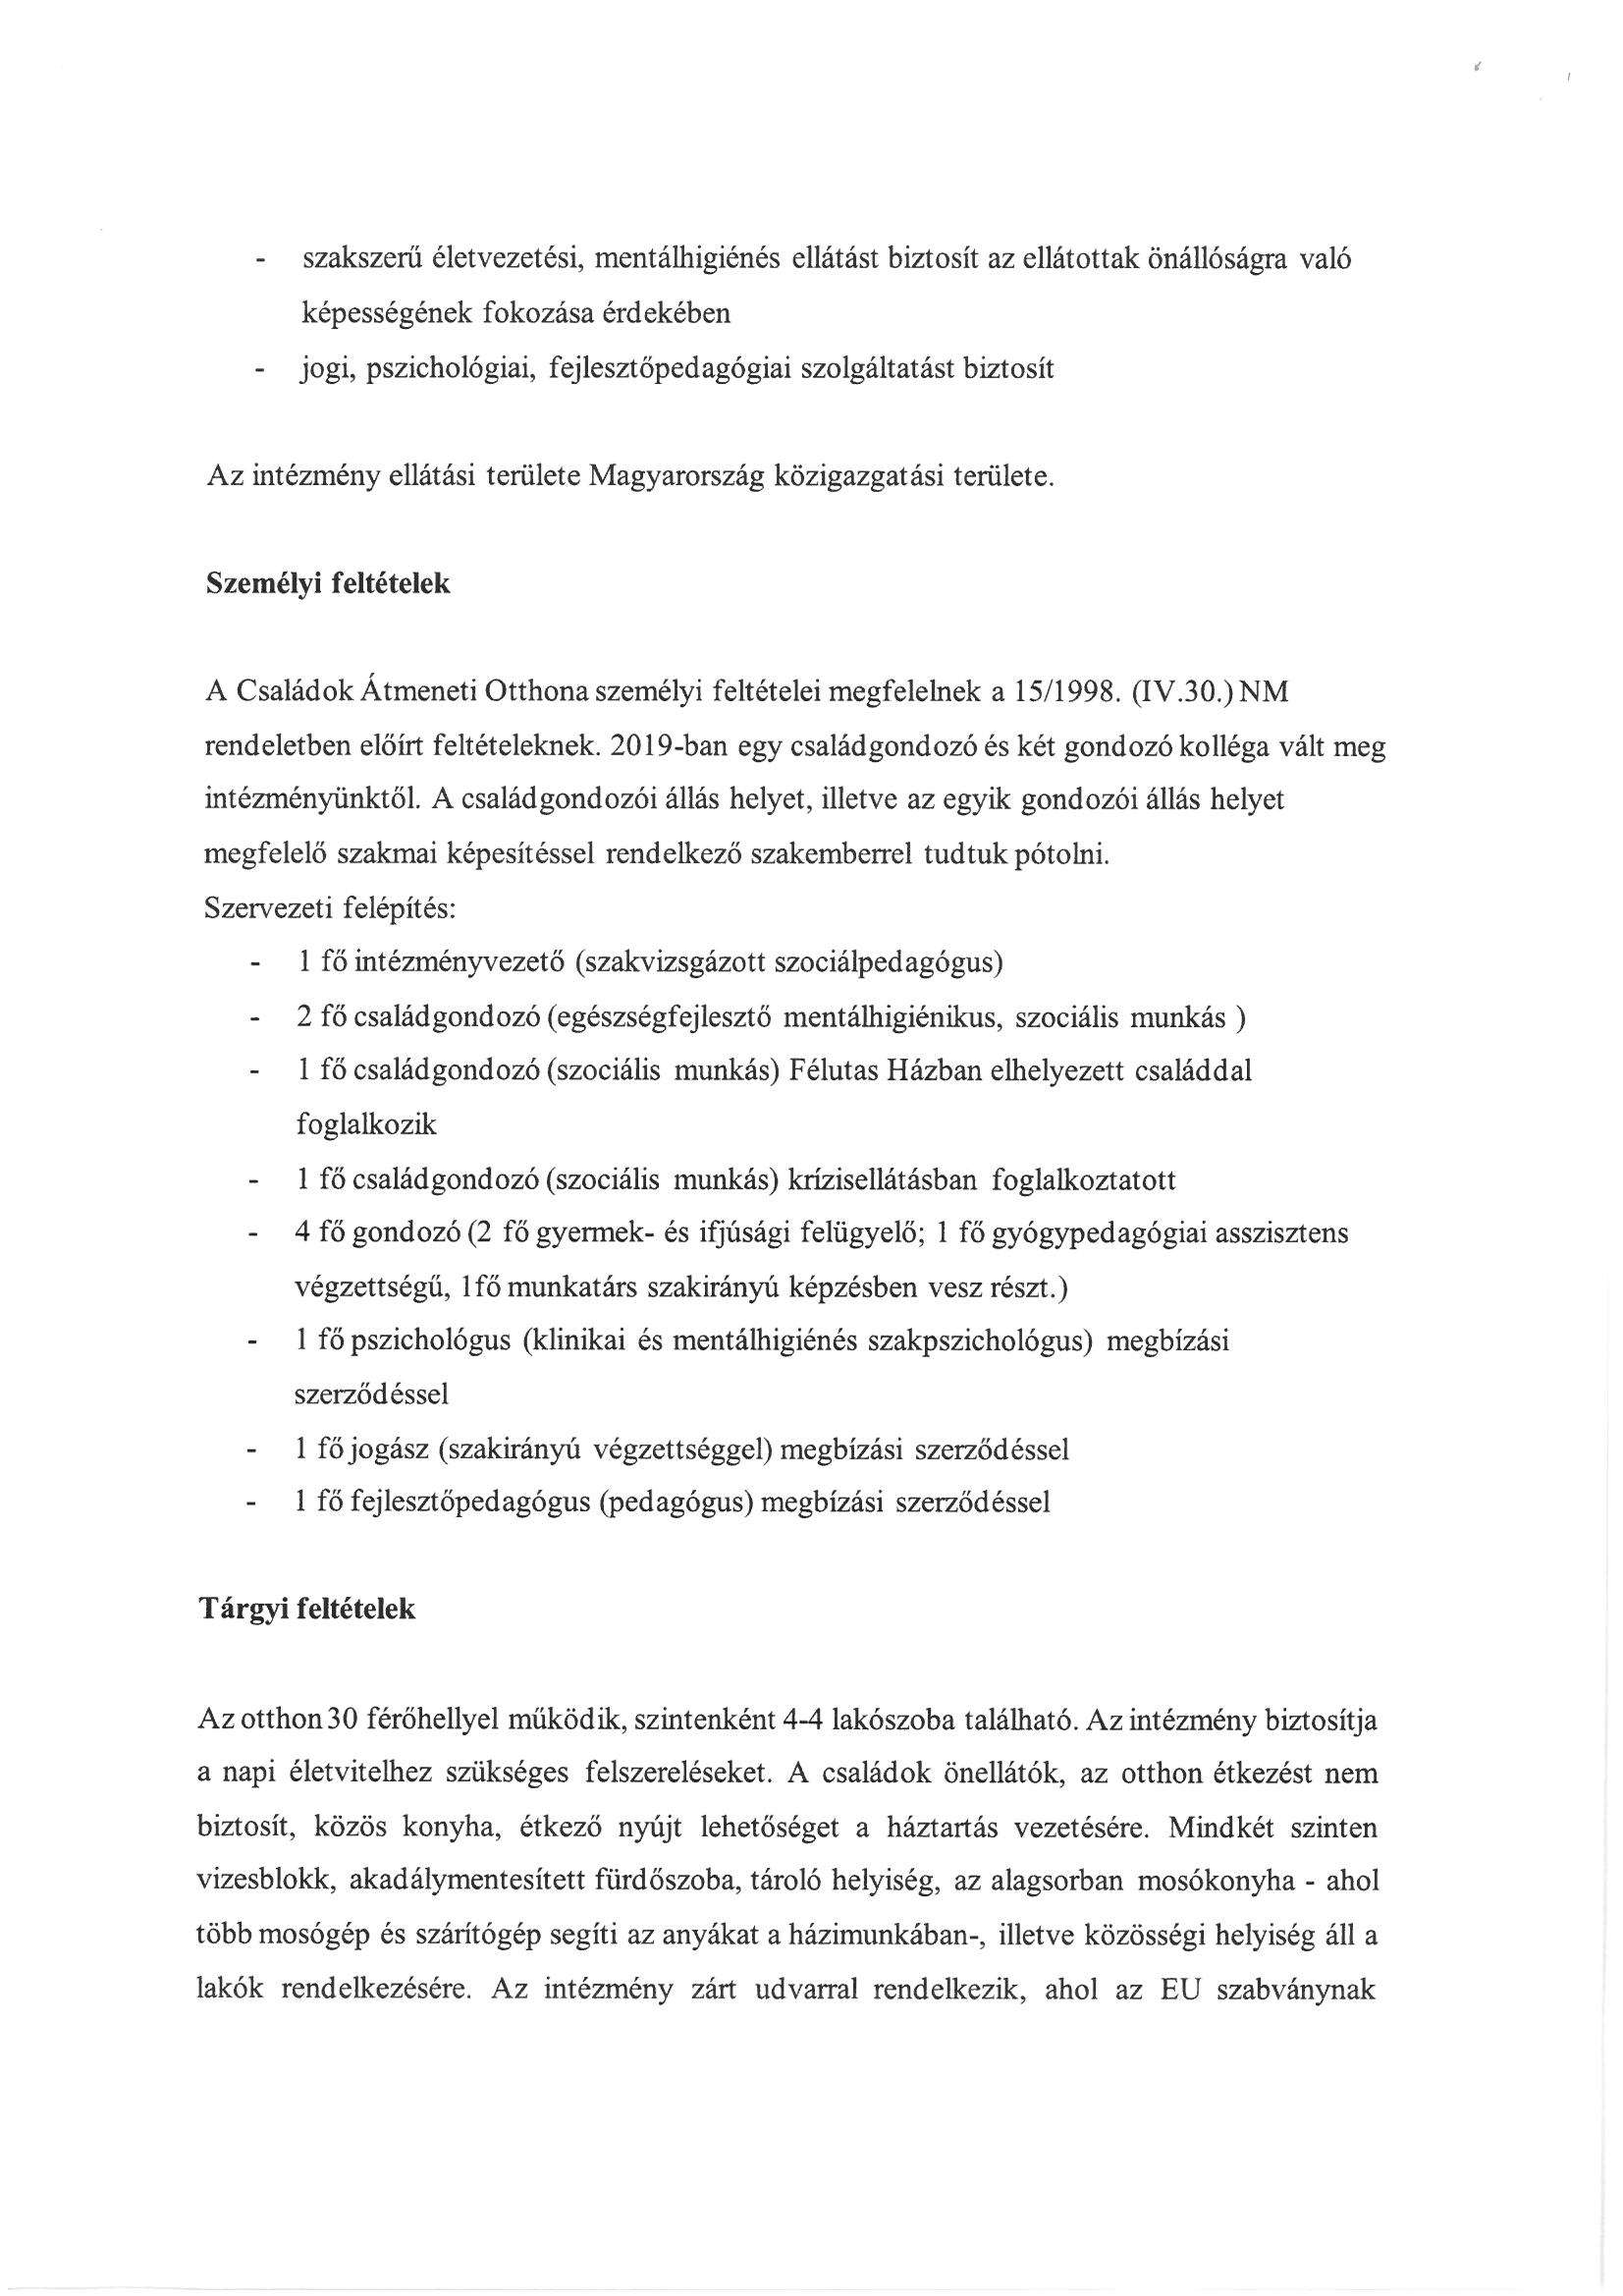 - szakszerű életvezetési, mentálhigiénés ellátást biztosít az ellátottak önállóságra való
képességének fokozása érdekében
- jogi, pszichológiai, fejlesztőpedagógiai szolgáltatást biztosít
Az intézmény ellátási területe Magyarország közigazgatási területe.
Személyi feltételek
A Családok Átmeneti Otthona személyi feltételei megfelelnek a 15/1998. (IV.30.) NM
rendeletben előírt feltételeknek. 2019-ban egy családgondozó és két gondozó kolléga vált meg
intézményünktől. A családgondozói állás helyet, illetve az egyik gondozói állás helyet
megfelelő szakmai képesítéssel rendelkező szakemberrel tudtuk pótolni.
Szervezeti felépítés:
- 1 fő intézményvezető (szakvizsgázott szociálpedagógus)
- 2 fő családgondozó (egészségfejlesztő mentálhigiénikus, szociális munkás )
- 1 fő családgondozó (szociális munkás) Félutas Házban elhelyezett családdal
foglalkozik
- 1 fő családgondozó (szociális munkás) krízisellátásban foglalkoztatott
- 4 fő gondozó (2 fő gyermek- és ifjúsági felügyelő; 1 fő gyógypedagógiai asszisztens
végzettségű, 1fő munkatárs szakirányú képzésben vesz részt.)
- 1 fő pszichológus (klinikai és mentálhigiénés szakpszichológus) megbízási
szerződéssel
- 1 fő jogász (szakirányú végzettséggel) megbízási szerződéssel
- 1 fő fejlesztőpedagógus (pedagógus) megbízási szerződéssel
Tárgyi feltételek
Az otthon 30 férőhellyel működik, szintenként 4-4 lakószoba található. Az intézmény biztosítja
a napi életvitelhez szükséges felszereléseket. A családok önellátók, az otthon étkezést nem
biztosít, közös konyha, étkező nyújt lehetőséget a háztartás vezetésére. Mindkét szinten
vizesblokk, akadálymentesített fürdőszoba, tároló helyiség, az alagsorban mosókonyha - ahol
több mosógép és szárítógép segíti az anyákat a házimunkában-, illetve közösségi helyiség áll a
lakók rendelkezésére. Az intézmény zárt udvarral rendelkezik, ahol az EU szabványnak